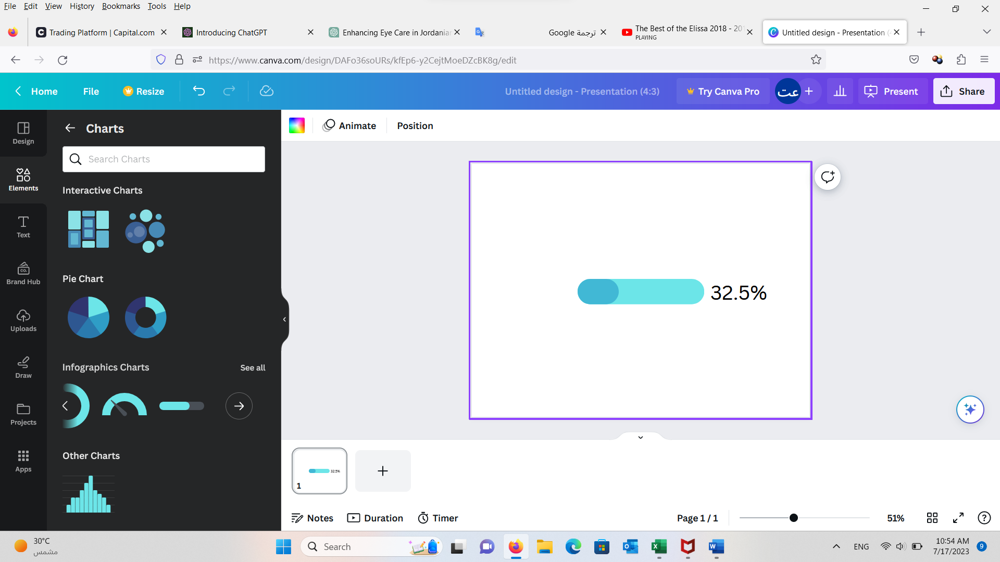 File Edit View History Bookmarks Tools Help
Trading Platform | Capital.com
Introducing ChatGPT
Enhancing Eye Care in Jordanian
ترجمة Google
The Best of the Elissa 2018 - 201
PLAYING
Untitled design - Presentation (4
https://www.canva.com/design/DAFo36soURs/kfEp6-y2CejtMoeDZcBK8g/edit
Home File Resize
Untitled design - Presentation (4:3)
Try Canva Pro
عت
Present
Share
Design
Elements
Text
Brand Hub
CO.
Uploads
Draw
Projects
Apps
Charts
Search Charts
Interactive Charts
Pie Chart
Infographics Charts See all
Other Charts
Animate Position
32.5%
32.5%
1
Notes Duration Timer
Page 1 / 1
51%
30°C
مشمس
Search
ENG
10:54 AM
7/17/2023
9